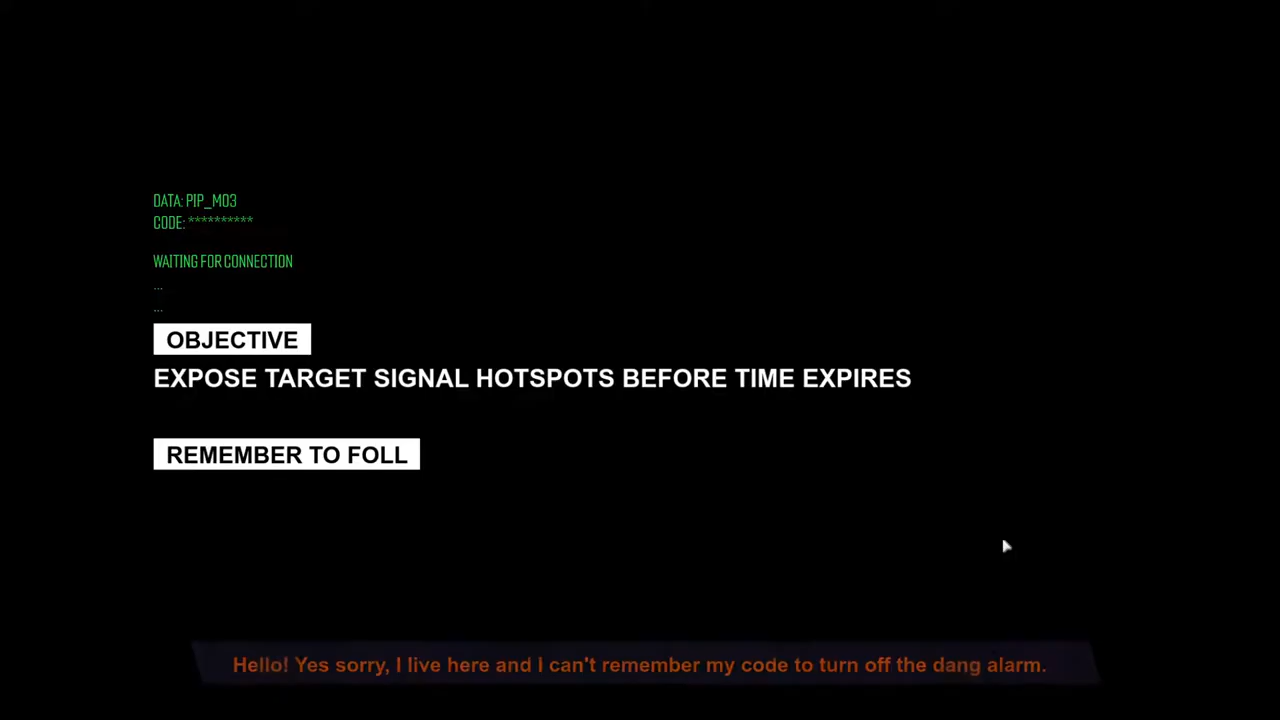 DATA: PIP_M03
CODE: **********
WAITING FOR CONNECTION
...
...
OBJECTIVE
EXPOSE TARGET SIGNAL HOTSPOTS BEFORE TIME EXPIRES
REMEMBER TO FOLL
Hello! Yes sorry, I live here and I can't remember my code to turn off the dang alarm.